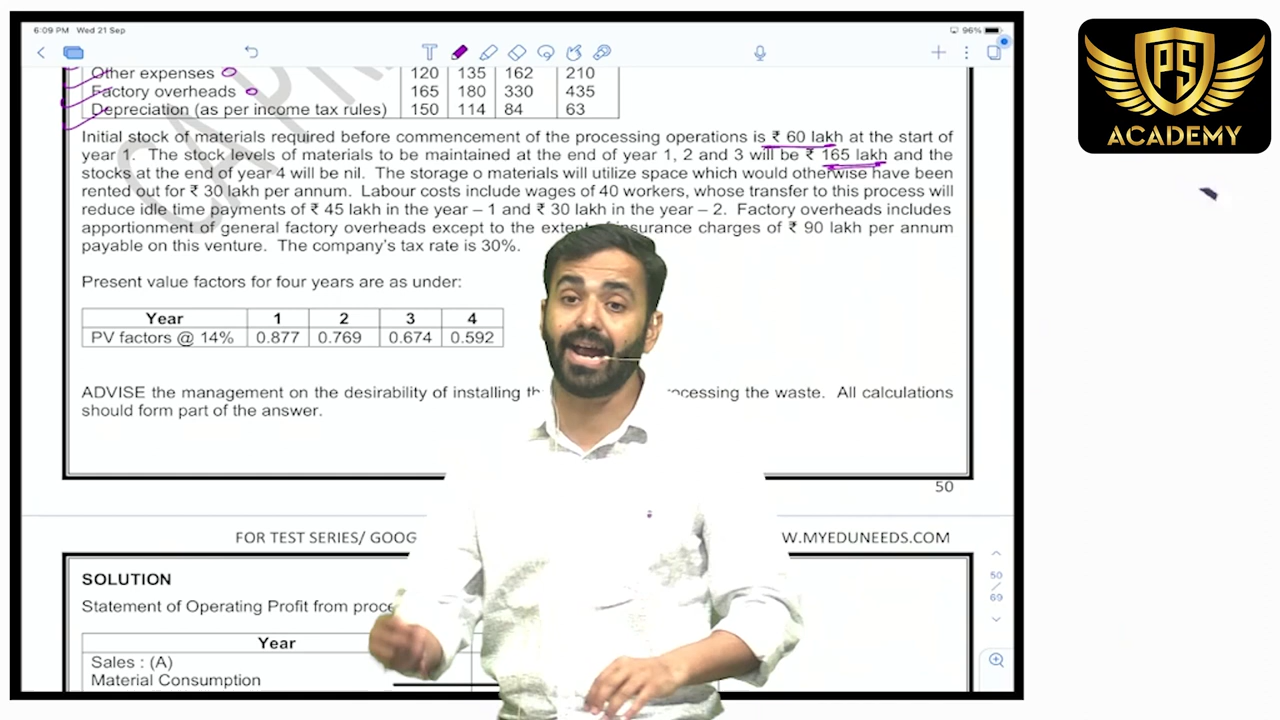 6:09 PM Wed 21 Sep
96%
Other expenses 120 135 162 210
Factory overheads 165 180 330 435
Depreciation (as per income tax rules) 150 114 84 63
Initial stock of materials required before commencement of the processing operations is ₹ 60 lakh at the start of
year 1. The stock levels of materials to be maintained at the end of year 1, 2 and 3 will be ₹ 165 lakh and the
stocks at the end of year 4 will be nil. The storage o materials will utilize space which would otherwise have been
rented out for ₹ 30 lakh per annum. Labour costs include wages of 40 workers, whose transfer to this process will
reduce idle time payments of ₹ 45 lakh in the year – 1 and ₹ 30 lakh in the year – 2. Factory overheads includes
apportionment of general factory overheads except to the extent of insurance charges of ₹ 90 lakh per annum
payable on this venture. The company's tax rate is 30%.
Present value factors for four years are as under:
Year 1 2 3 4
PV factors @ 14% 0.877 0.769 0.674 0.592
ADVISE the management on the desirability of installing processing the waste. All calculations
should form part of the answer.
50
FOR TEST SERIES/ GOOG W.MYEDUNEEDS.COM
50
69
SOLUTION
Statement of Operating Profit from proce
Year
Sales : (A)
Material Consumption
PS
ACADEMY